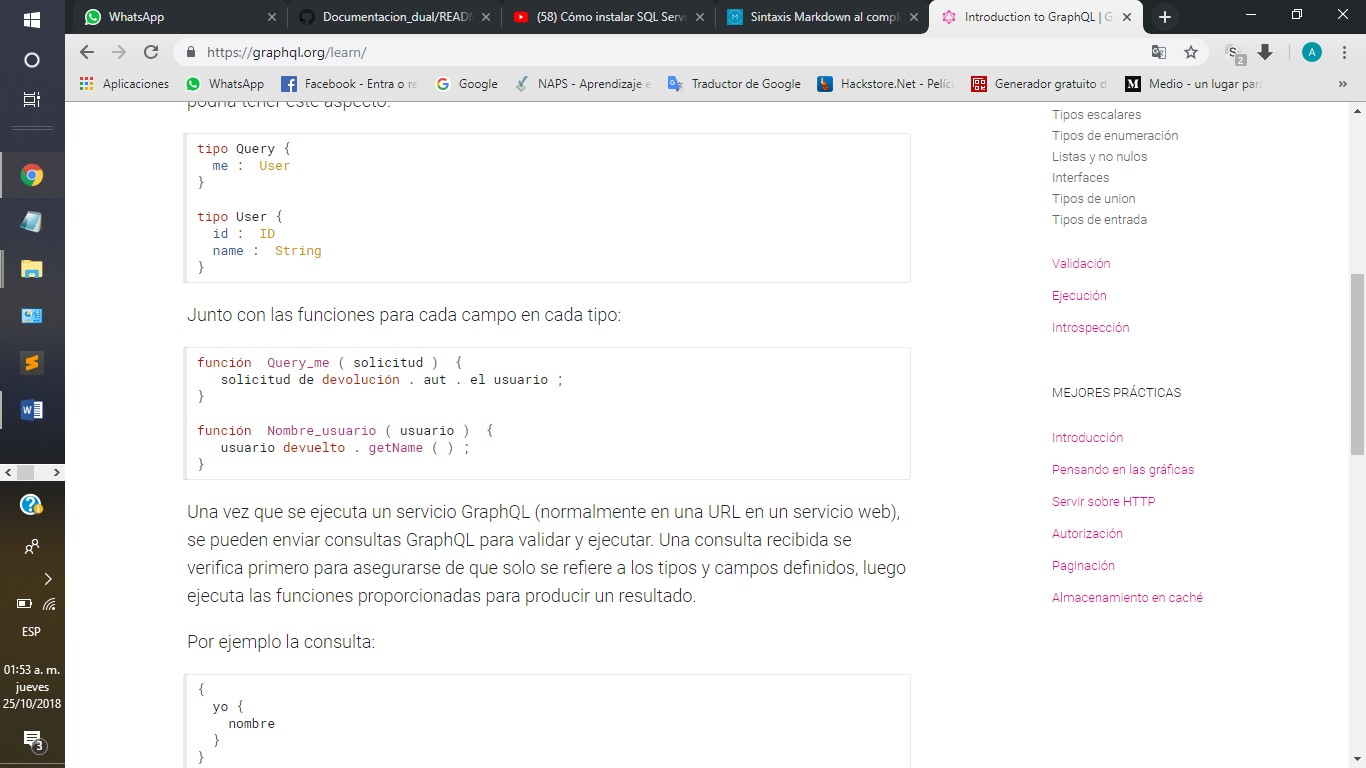 WhatsApp
Documentacion_dual/READ
(58) Cómo instalar SQL Serv
Sintaxis Markdown al compl
Introduction to GraphQL | G
https://graphql.org/learn/
S
2
A
Aplicaciones
WhatsApp
Facebook - Entra o re
Google
NAPS - Aprendizaje e
Traductor de Google
Hackstore.Net - Pelíc
Generador gratuito d
Medio - un lugar para
»
podría tener este aspecto:
tipo Query {
me : User
}
tipo User {
id : ID
name : String
}
Junto con las funciones para cada campo en cada tipo:
función Query_me ( solicitud ) {
solicitud de devolución . aut . el usuario ;
}
función Nombre_usuario ( usuario ) {
usuario devuelto . getName ( ) ;
}
Una vez que se ejecuta un servicio GraphQL (normalmente en una URL en un servicio web),
se pueden enviar consultas GraphQL para validar y ejecutar. Una consulta recibida se
verifica primero para asegurarse de que solo se refiere a los tipos y campos definidos, luego
ejecuta las funciones proporcionadas para producir un resultado.
Por ejemplo la consulta:
{
yo {
nombre
}
}
Tipos escalares
Tipos de enumeración
Listas y no nulos
Interfaces
Tipos de union
Tipos de entrada
Validación
Ejecución
Introspección
MEJORES PRÁCTICAS
Introducción
Pensando en las gráficas
Servir sobre HTTP
Autorización
Paginación
Almacenamiento en caché
ESP
01:53 a. m.
jueves
25/10/2018
3